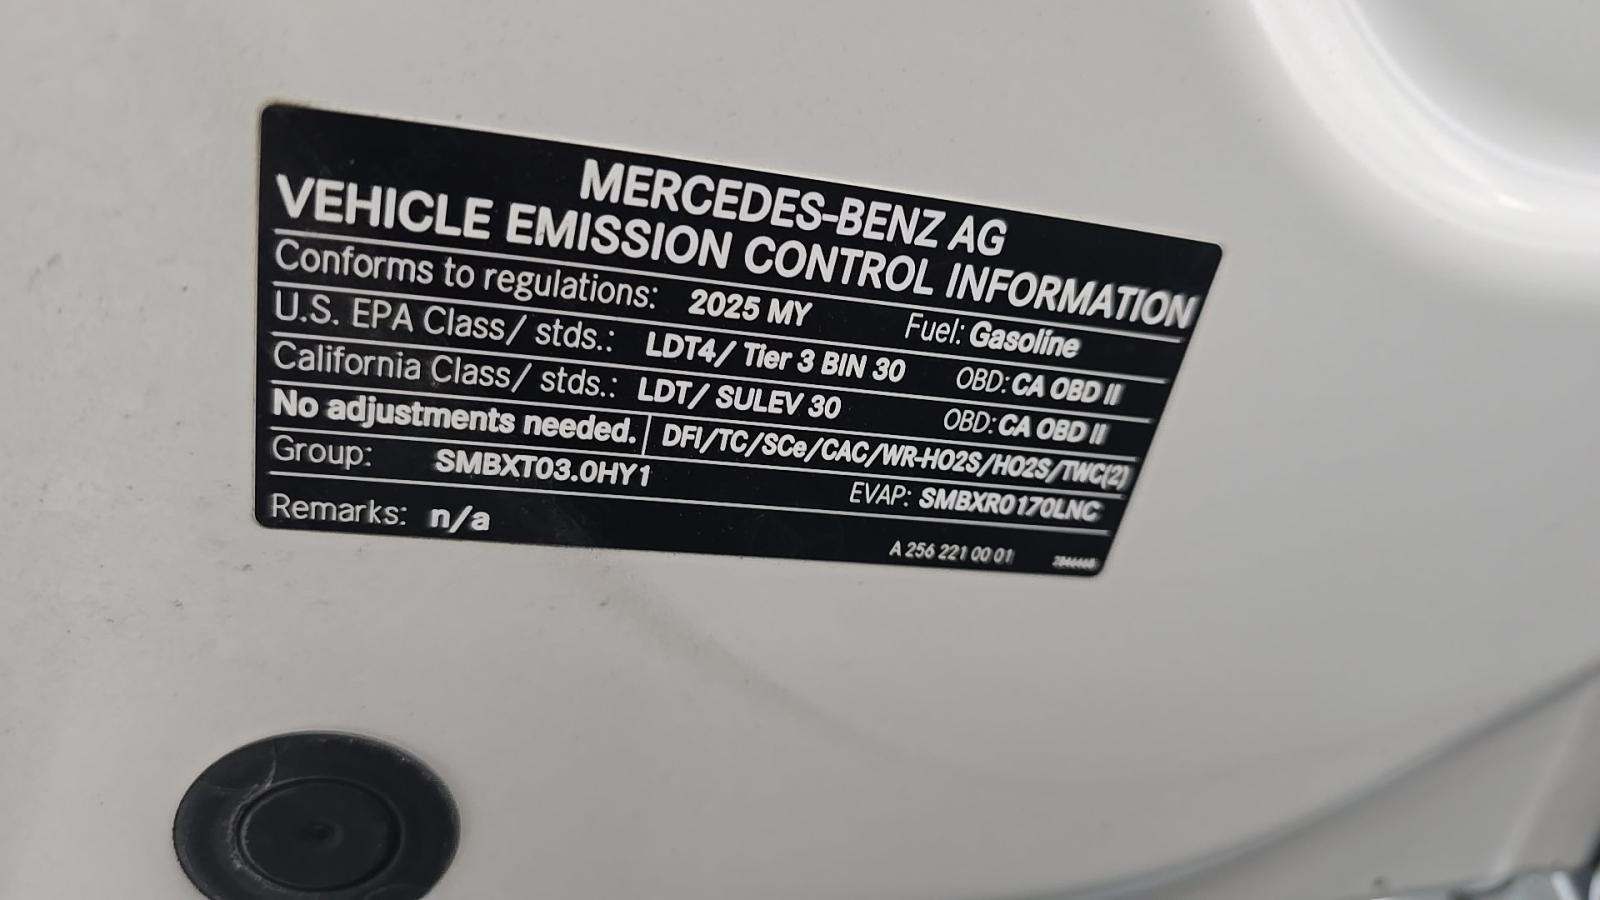 MERCEDES-BENZ AG
VEHICLE EMISSION CONTROL INFORMATION
Conforms to regulations: 2025 MY Fuel: Gasoline
U.S. EPA Class/ stds.: LDT4/ Tier 3 BIN 30 OBD: CA OBD II
California Class/ stds.: LDT/ SULEV 30 OBD: CA OBD II
No adjustments needed. DFI/TC/SCe/CAC/WR-HO2S/HO2S/TWC(2)
Group: SMBXT03.0HY1 EVAP: SMBXR0170LNC
Remarks: n/a
A 256 221 00 01